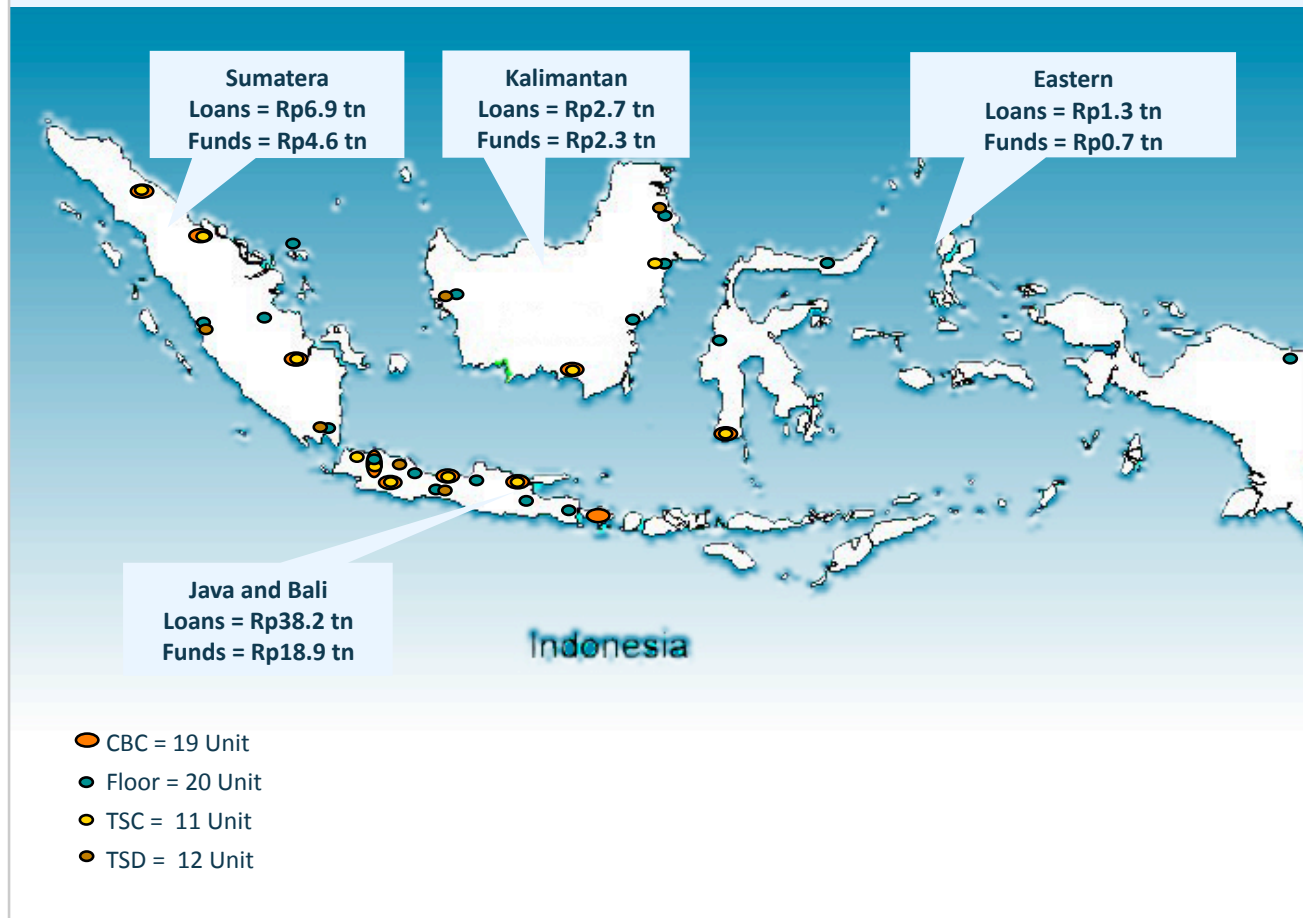 Sumatera
Loans = Rp6.9 tn
Funds = Rp4.6 tn
Kalimantan
Loans = Rp2.7 tn
Funds = Rp2.3 tn
Eastern
Loans = Rp1.3 tn
Funds = Rp0.7 tn
Java and Bali
Loans = Rp38.2 tn
Funds = Rp18.9 tn
Indonesia
CBC = 19 Unit
Floor = 20 Unit
TSC = 11 Unit
TSD = 12 Unit